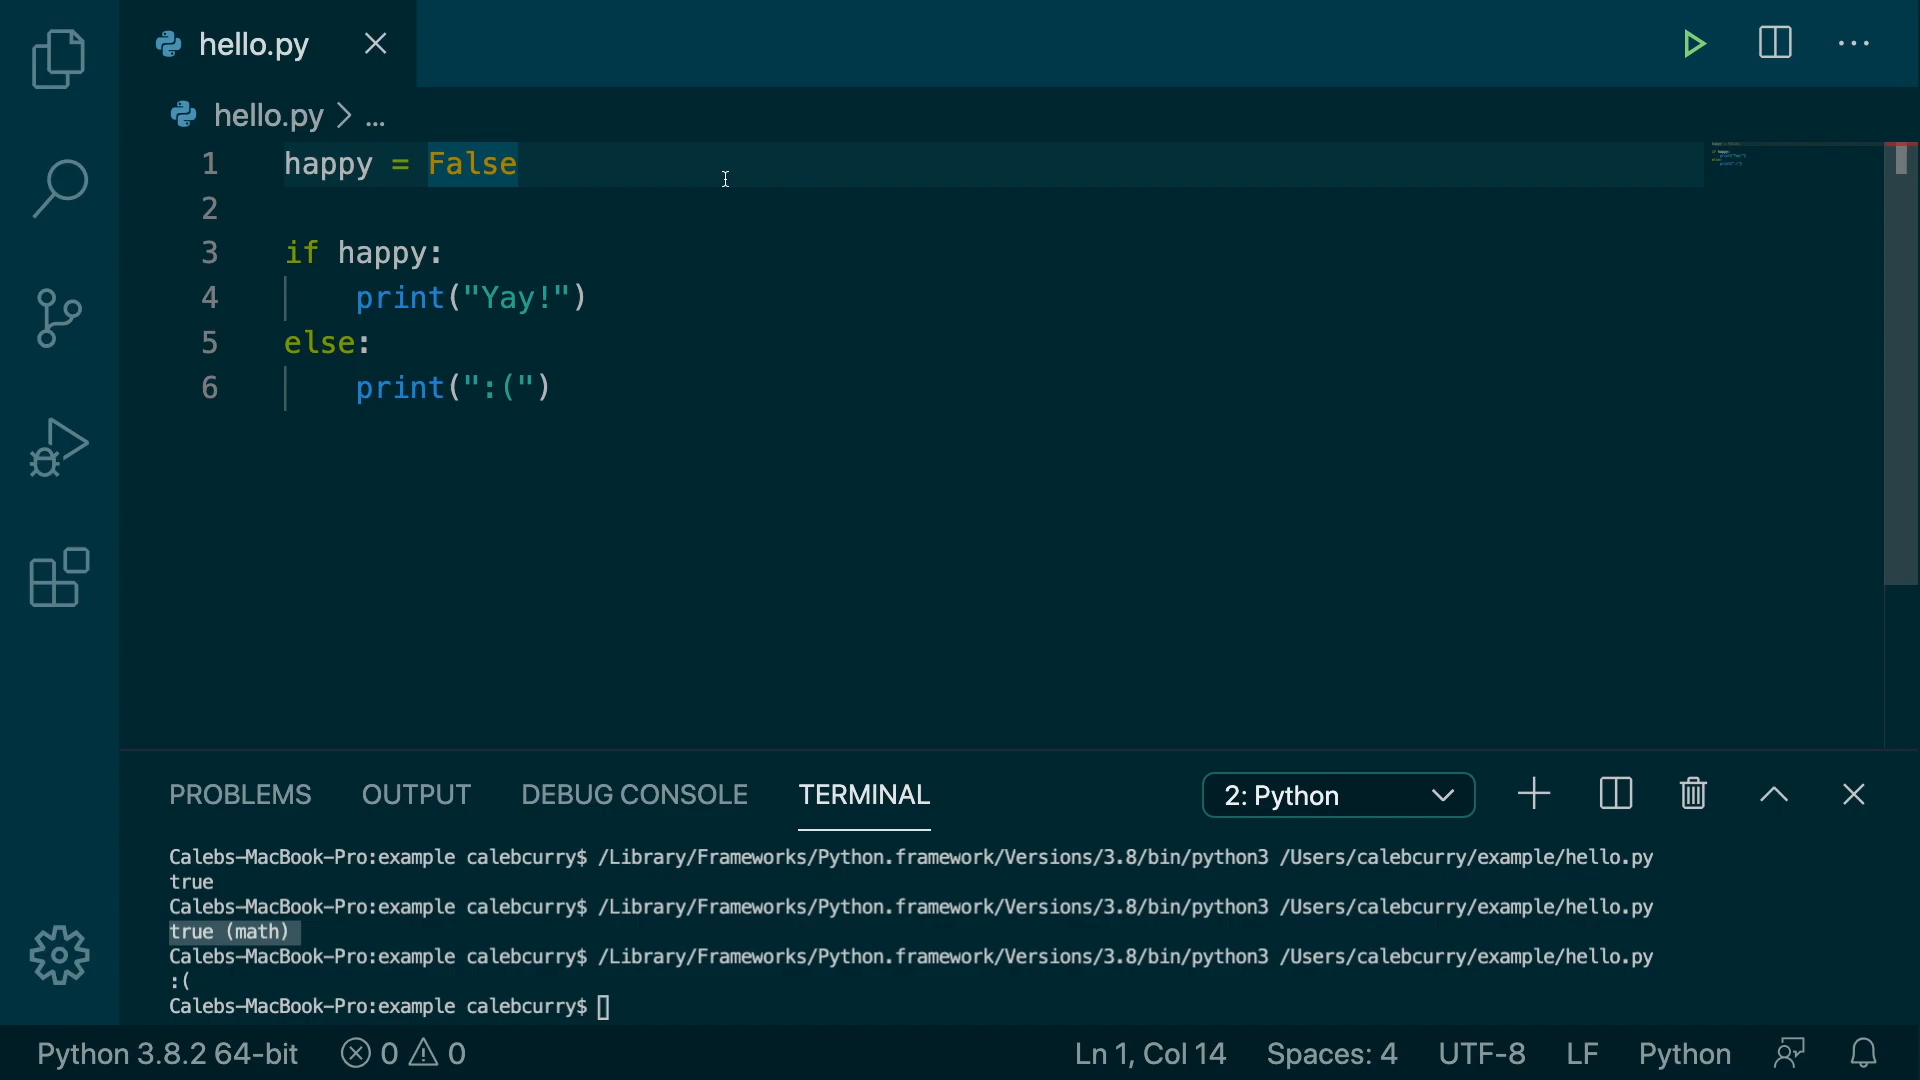 hello.py
hello.py > ...
1 happy = False
2
3 if happy:
4 print("Yay!")
5 else:
6 print(":(")
PROBLEMS OUTPUT DEBUG CONSOLE TERMINAL 2: Python
Calebs-MacBook-Pro:example calebcurry$ /Library/Frameworks/Python.framework/Versions/3.8/bin/python3 /Users/calebcurry/example/hello.py
true
Calebs-MacBook-Pro:example calebcurry$ /Library/Frameworks/Python.framework/Versions/3.8/bin/python3 /Users/calebcurry/example/hello.py
true (math)
Calebs-MacBook-Pro:example calebcurry$ /Library/Frameworks/Python.framework/Versions/3.8/bin/python3 /Users/calebcurry/example/hello.py
:(
Calebs-MacBook-Pro:example calebcurry$
Python 3.8.2 64-bit 0 0 Ln 1, Col 14 Spaces: 4 UTF-8 LF Python